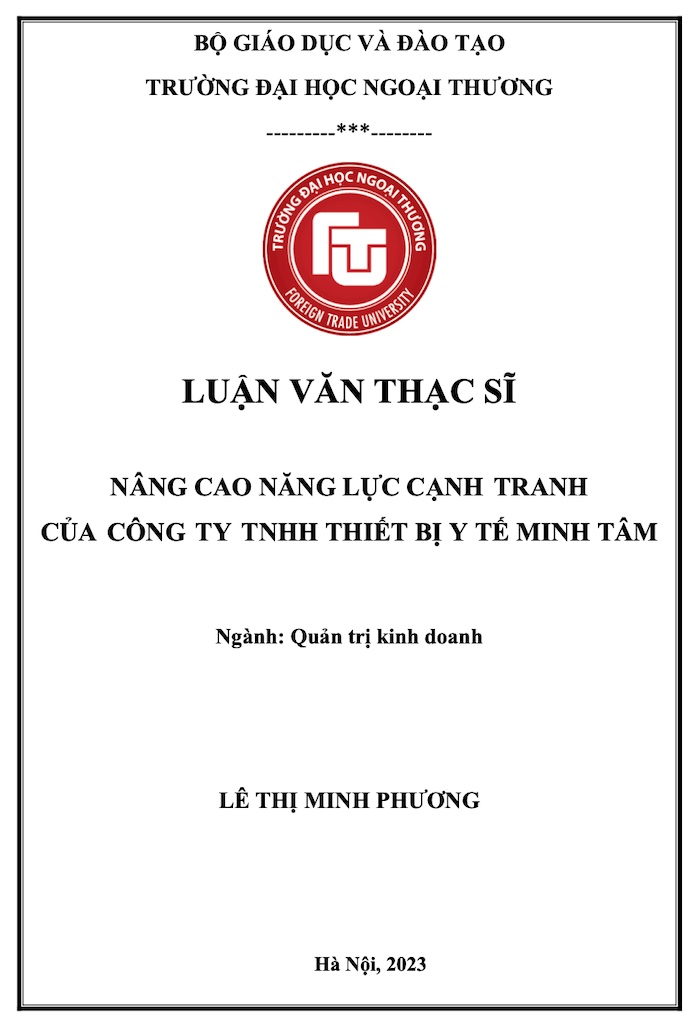 BỘ GIÁO DỤC VÀ ĐÀO TẠO
TRƯỜNG ĐẠI HỌC NGOẠI THƯƠNG
---------***--------
TRƯỜNG ĐẠI HỌC NGOẠI THƯƠNG
FTU
FOREIGN TRADE UNIVERSITY
LUẬN VĂN THẠC SĨ
NÂNG CAO NĂNG LỰC CẠNH TRANH
CỦA CÔNG TY TNHH THIẾT BỊ Y TẾ MINH TÂM
Ngành: Quản trị kinh doanh
LÊ THỊ MINH PHƯƠNG
Hà Nội, 2023